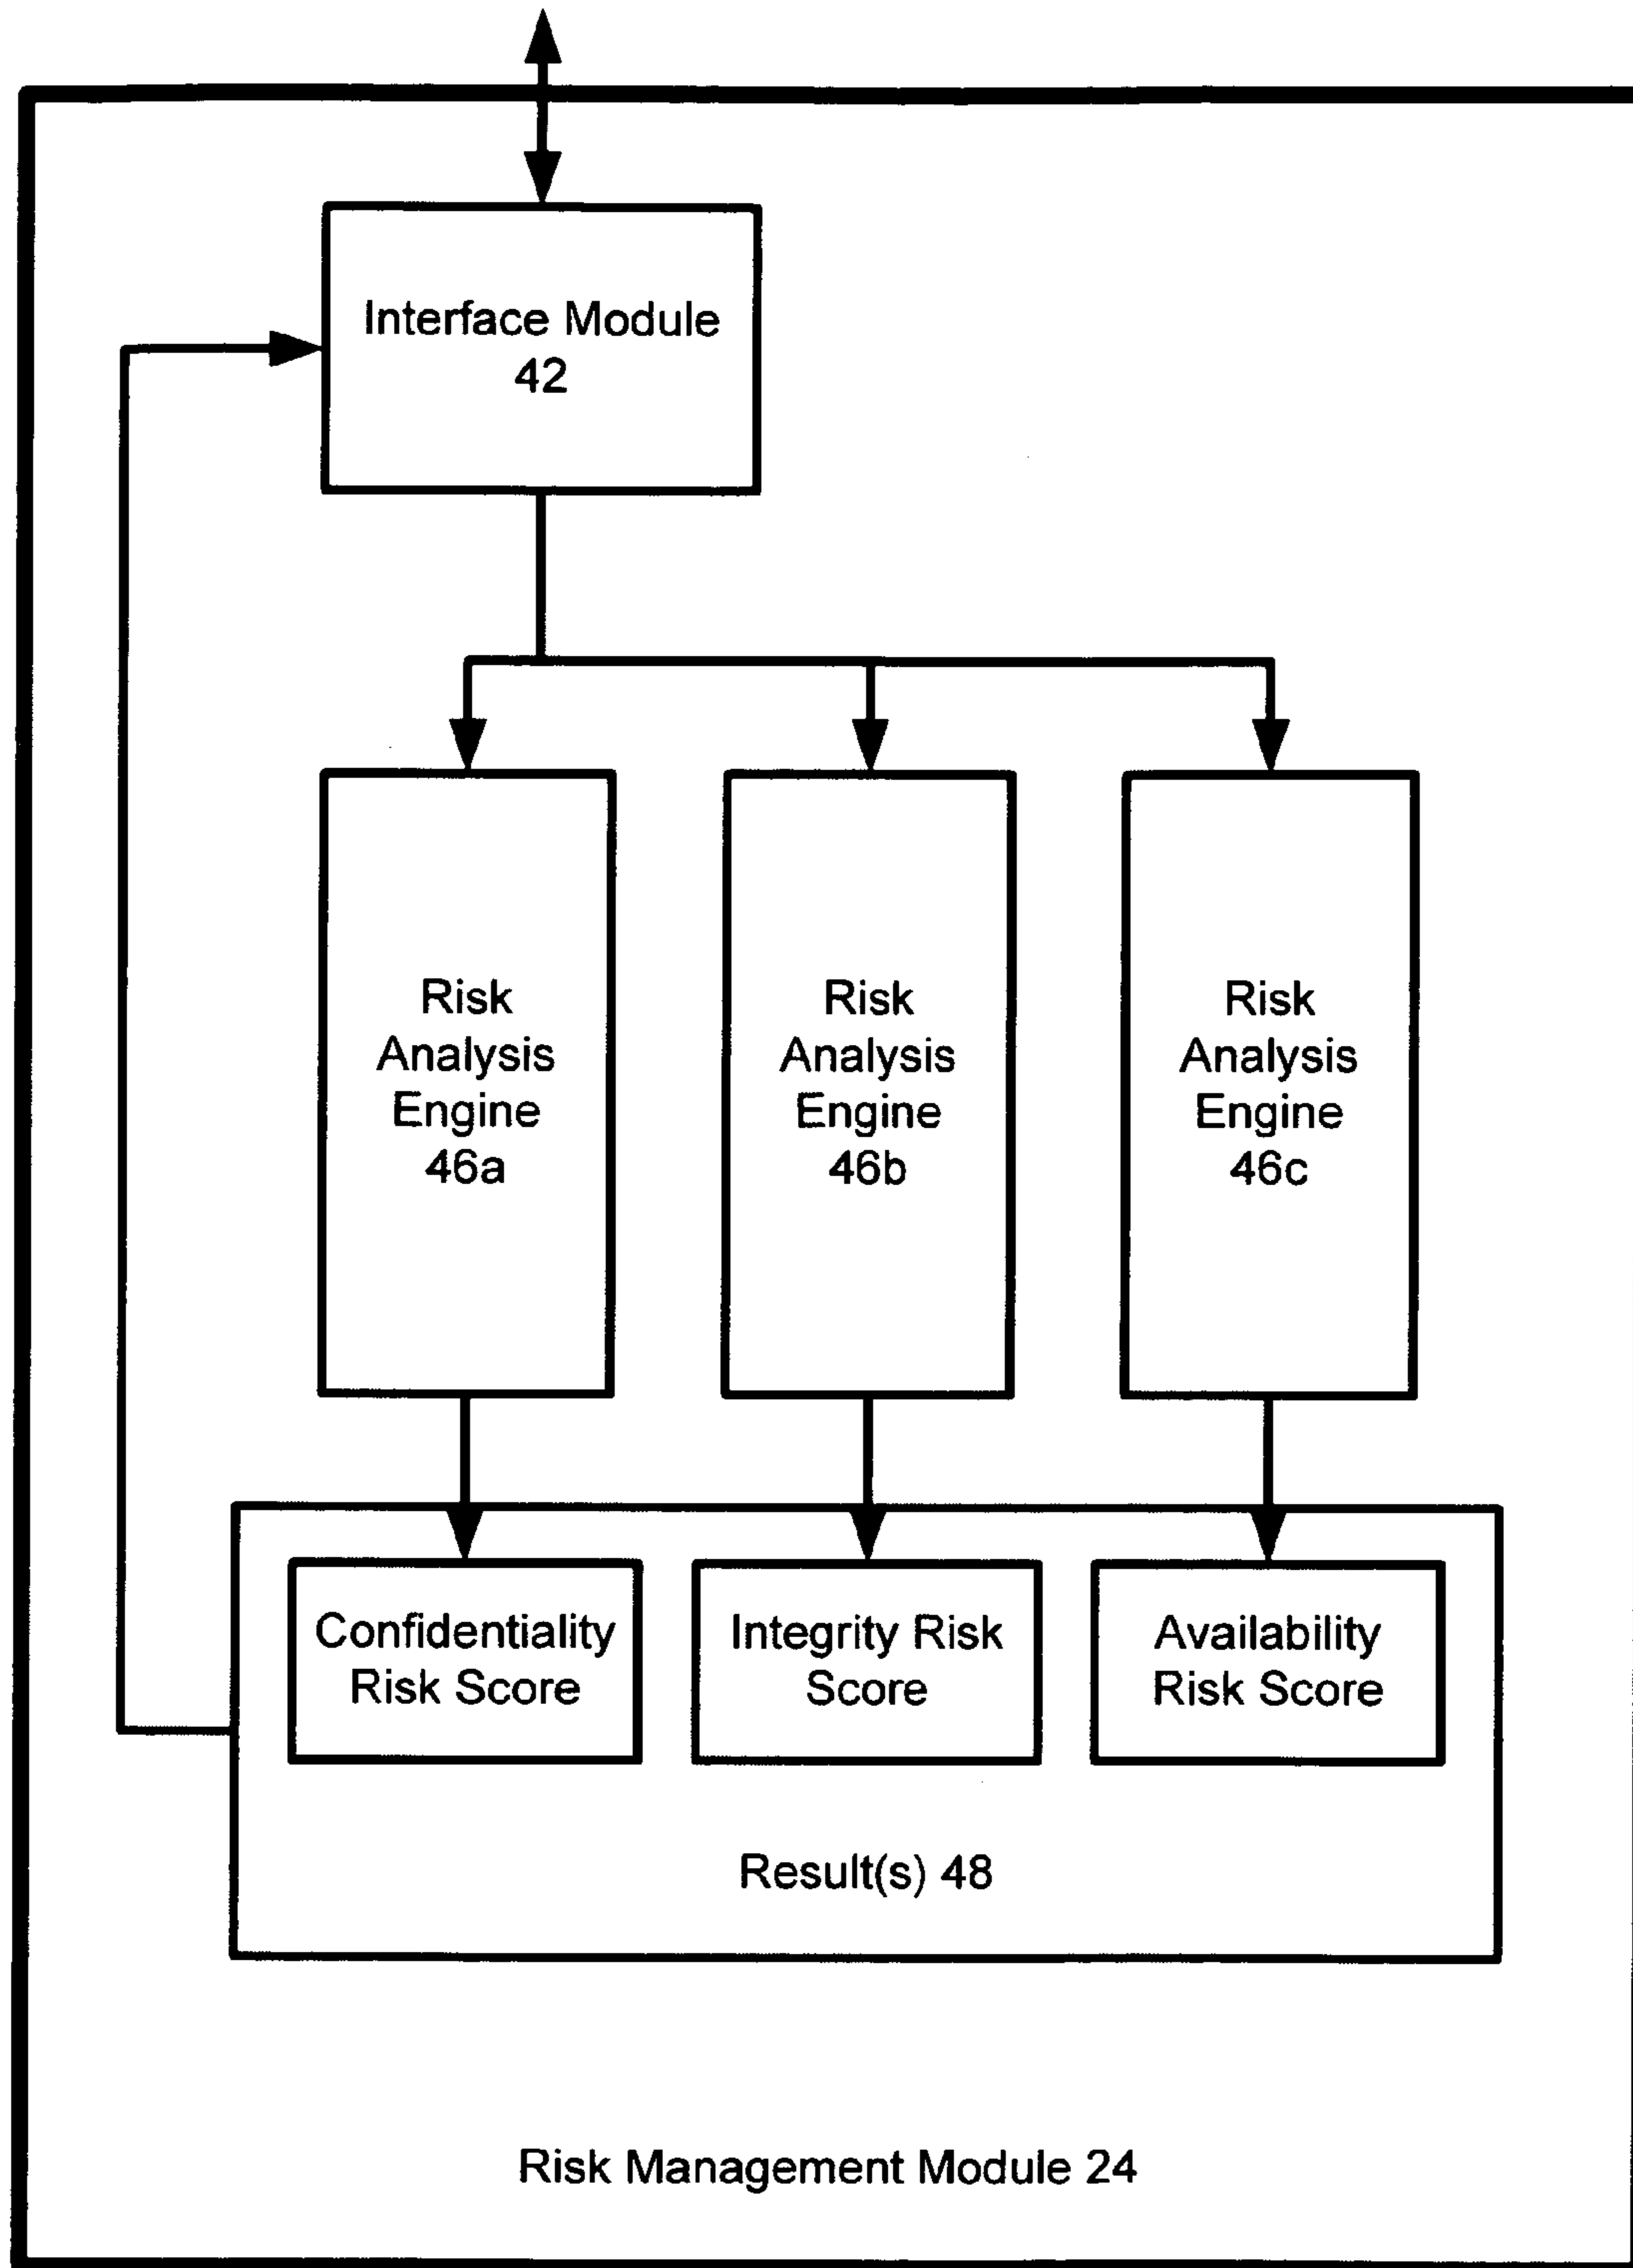 Interface Module
42
Risk
Analysis
Engine
46a
Risk
Analysis
Engine
46b
Risk
Analysis
Engine
46c
Confidentiality
Risk Score
Integrity Risk
Score
Availability
Risk Score
Result(s) 48
Risk Management Module 24